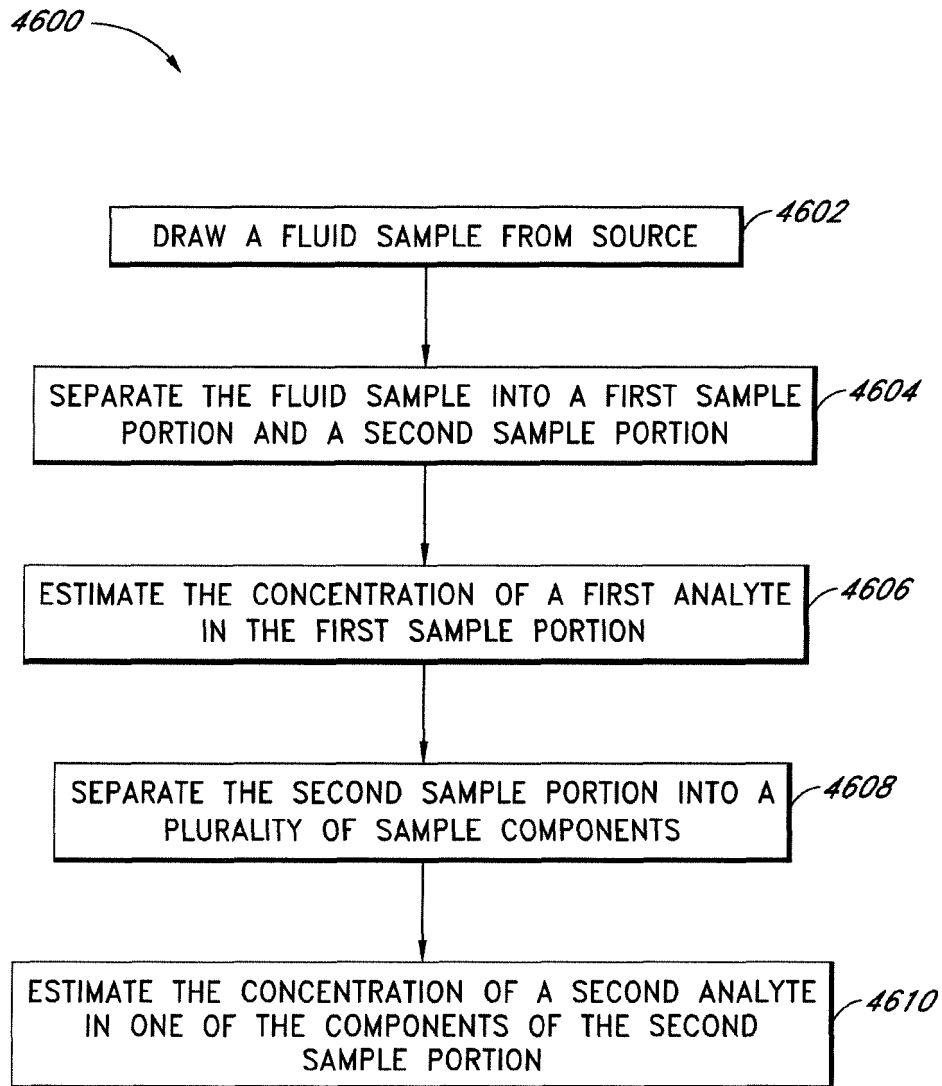 4600
DRAW A FLUID SAMPLE FROM SOURCE
4602
SEPARATE THE FLUID SAMPLE INTO A FIRST SAMPLE
PORTION AND A SECOND SAMPLE PORTION
4604
ESTIMATE THE CONCENTRATION OF A FIRST ANALYTE
IN THE FIRST SAMPLE PORTION
4606
SEPARATE THE SECOND SAMPLE PORTION INTO A
PLURALITY OF SAMPLE COMPONENTS
4608
ESTIMATE THE CONCENTRATION OF A SECOND ANALYTE
IN ONE OF THE COMPONENTS OF THE SECOND
SAMPLE PORTION
4610